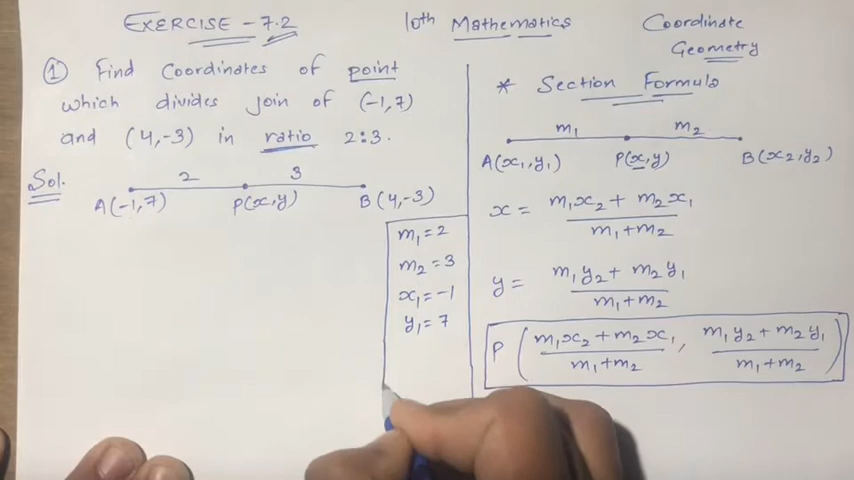 EXERCISE - 7.2
10th Mathematics
Coordinate
Geometry
① Find Coordinates of point
which divides join of (-1,7)
and (4,-3) in ratio 2:3.
Sol.
2 3
A(-1,7) P(x,y) B(4,-3)
m₁ = 2
m₂ = 3
x₁ = -1
y₁ = 7
* Section Formula
m₁ m₂
A(x₁,y₁) P(x,y) B(x₂,y₂)
x = m₁x₂ + m₂x₁
m₁+m₂
y = m₁y₂ + m₂y₁
m₁+m₂
P ( m₁x₂+m₂x₁ , m₁y₂+m₂y₁ )
m₁+m₂ m₁+m₂